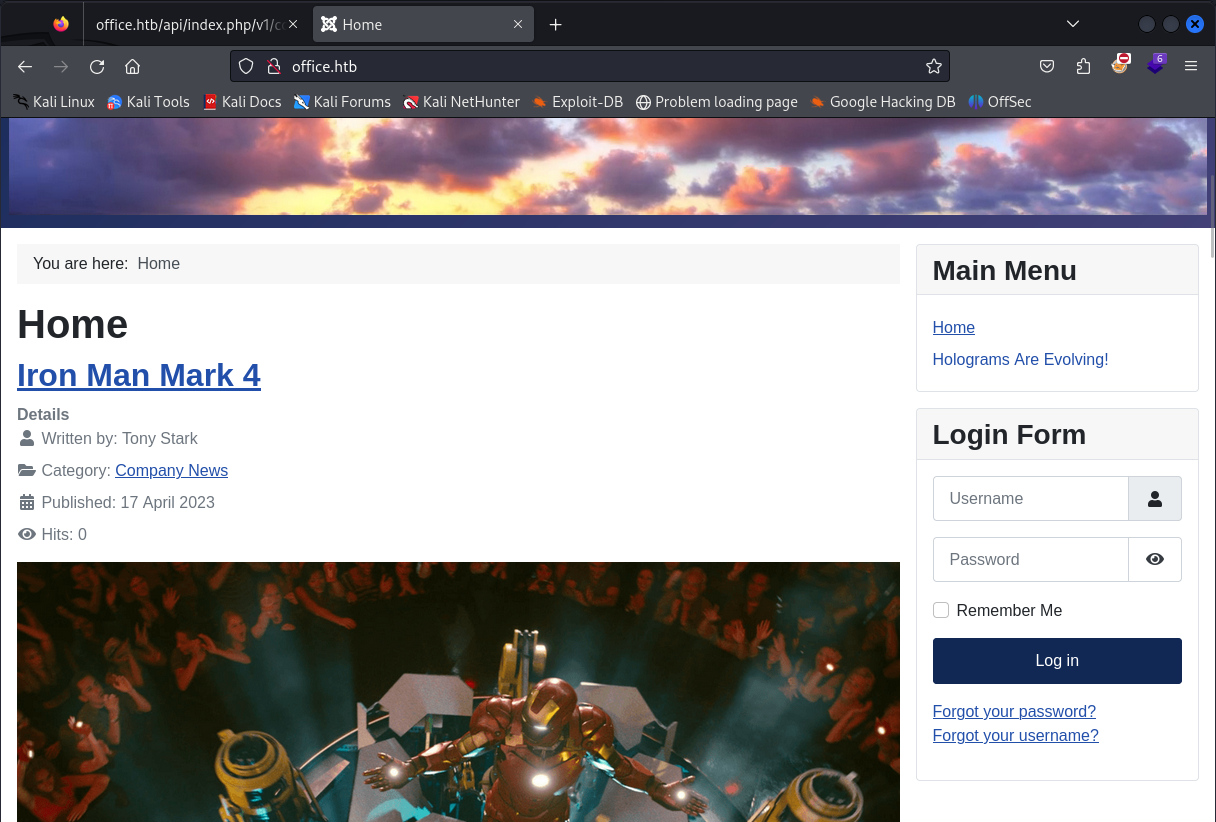 office.htb/api/index.php/v1/c
Home
office.htb
6
Kali Linux Kali Tools Kali Docs Kali Forums Kali NetHunter Exploit-DB Problem loading page Google Hacking DB OffSec
You are here: Home
Home
Iron Man Mark 4
Details
Written by: Tony Stark
Category: Company News
Published: 17 April 2023
Hits: 0
Main Menu
Home
Holograms Are Evolving!
Login Form
Username
Password
Remember Me
Log in
Forgot your password?
Forgot your username?